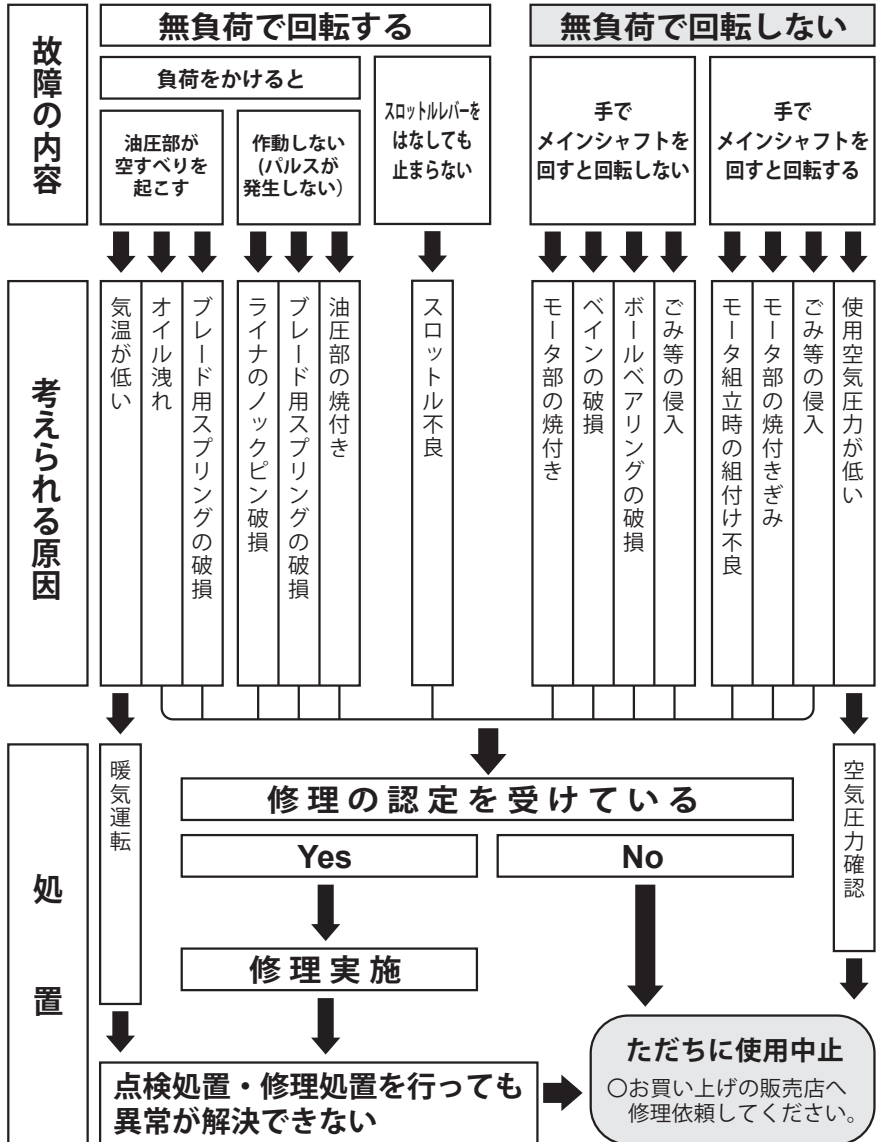 故障の内容
無負荷で回転する
無負荷で回転しない
負荷をかけると
油圧部が
空すべりを
起こす
作動しない
(パルスが
発生しない)
スロットルレバーを
はなしても
止まらない
手で
メインシャフトを
回すと回転しない
手で
メインシャフトを
回すと回転する
考えられる原因
気温が低い
オイル洩れ
ブレード用スプリングの破損
ライナのノックピン破損
ブレード用スプリングの破損
油圧部の焼付き
スロットル不良
モータ部の焼付き
ベインの破損
ボールベアリングの破損
ごみ等の侵入
モータ組立時の組付け不良
モータ部の焼付きぎみ
ごみ等の侵入
使用空気圧力が低い
処置
暖気運転
修理の認定を受けている
Yes
No
修理実施
空気圧力確認
点検処置・修理処置を行っても
異常が解決できない
ただちに使用中止
○お買い上げの販売店へ
修理依頼してください。